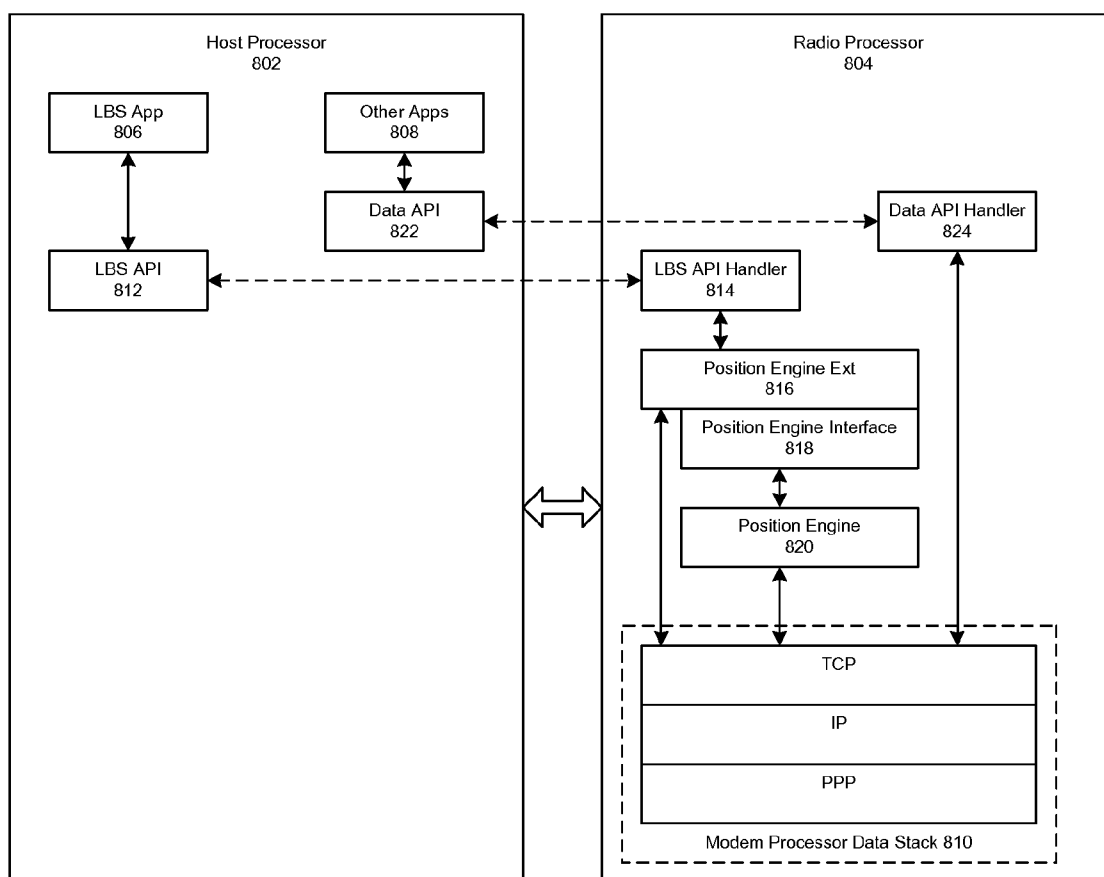 Host Processor
802
Radio Processor
804
LBS App
806
Other Apps
808
Data API
822
Data API Handler
824
LBS API
812
LBS API Handler
814
Position Engine Ext
816
Position Engine Interface
818
Position Engine
820
TCP
IP
PPP
Modem Processor Data Stack 810